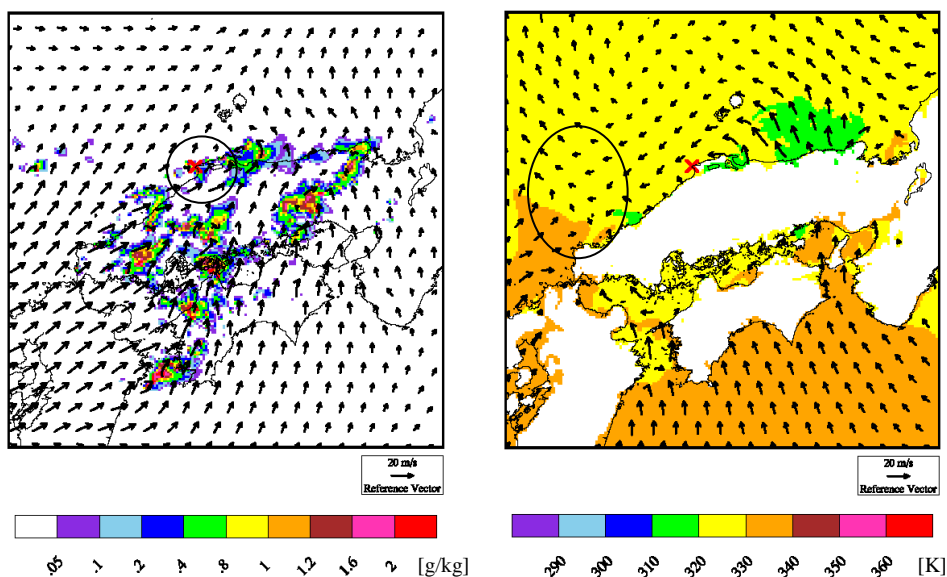 20 m/s
Reference Vector
20 m/s
Reference Vector
.05 .1 .2 .4 .8 1 1.2 1.6 2 [g/kg]
290 300 310 320 330 340 350 360 [K]